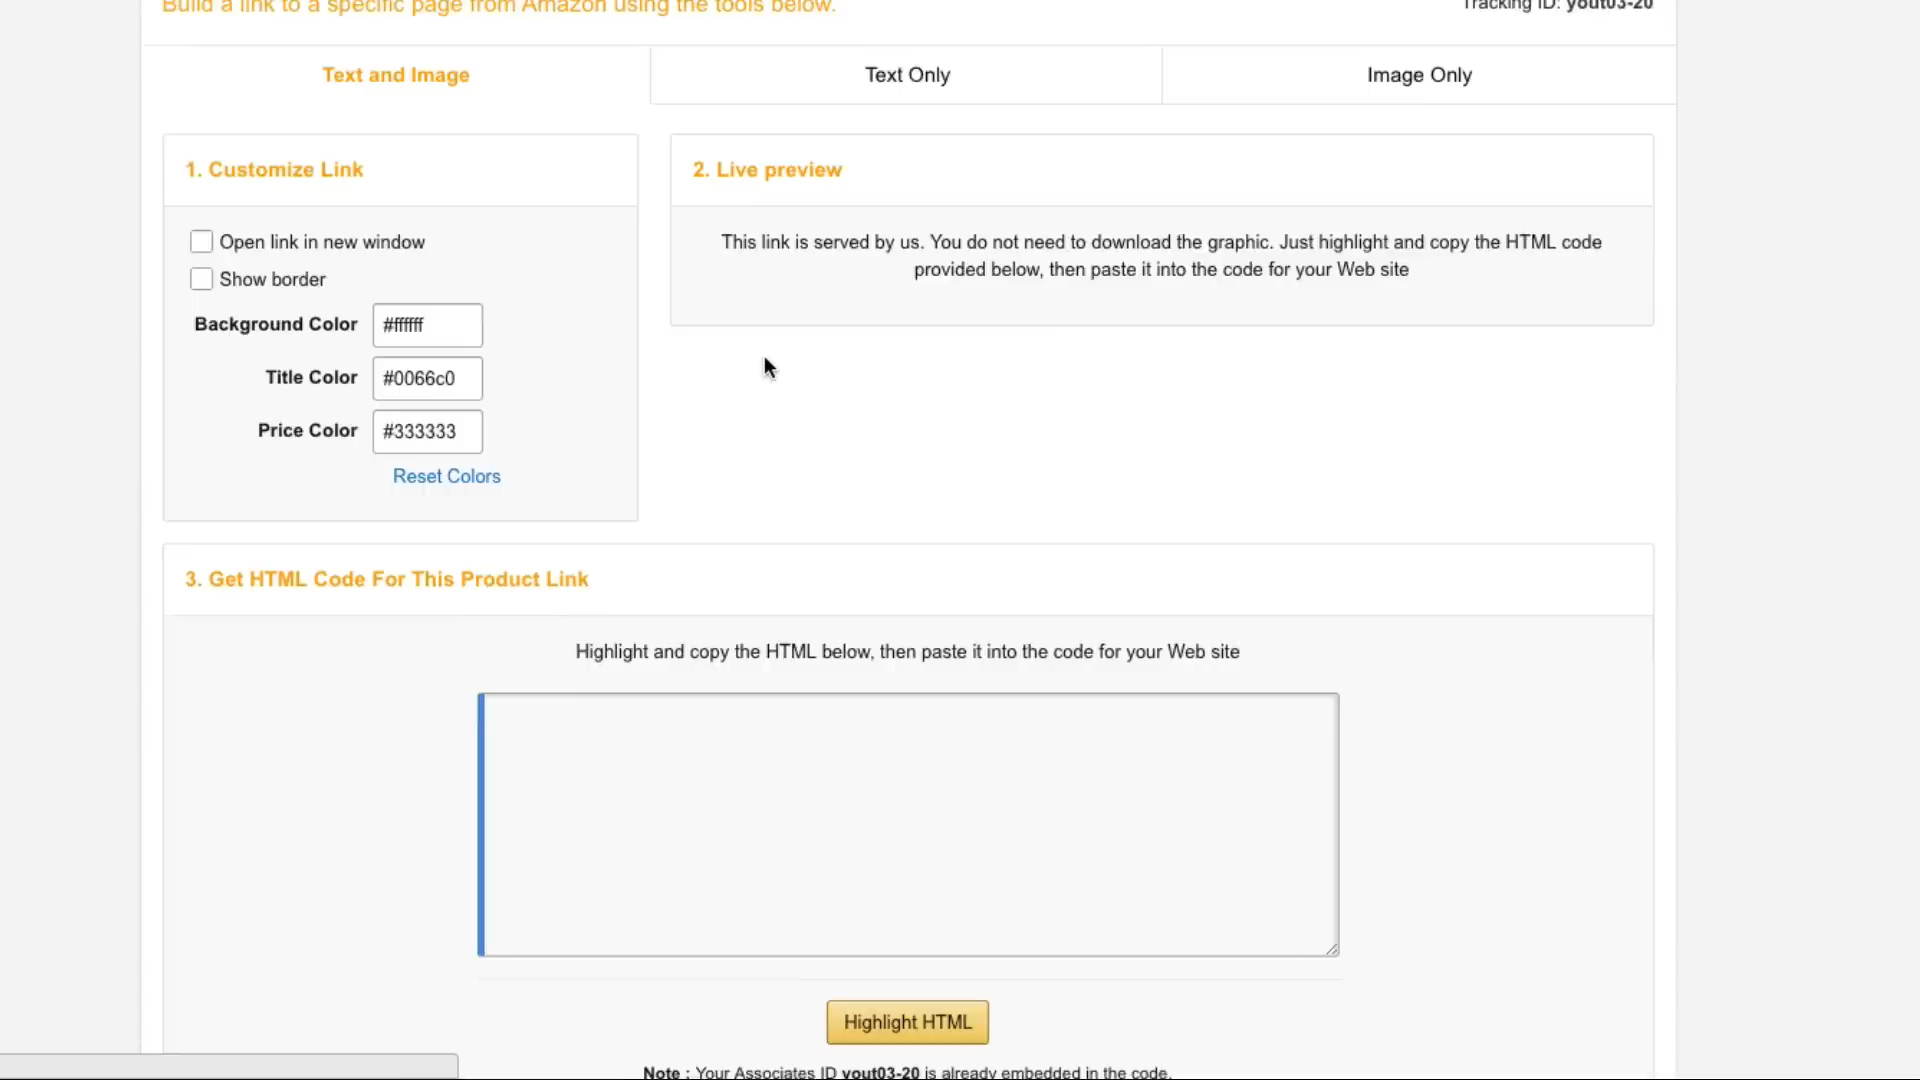 Build a link to a specific page from Amazon using the tools below.
Tracking ID: yout03-20
Text and Image
Text Only
Image Only
1. Customize Link
Open link in new window
Show border
Background Color #ffffff
Title Color #0066c0
Price Color #333333
Reset Colors
2. Live preview
This link is served by us. You do not need to download the graphic. Just highlight and copy the HTML code
provided below, then paste it into the code for your Web site
3. Get HTML Code For This Product Link
Highlight and copy the HTML below, then paste it into the code for your Web site
Highlight HTML
Note : Your Associates ID yout03-20 is already embedded in the code.